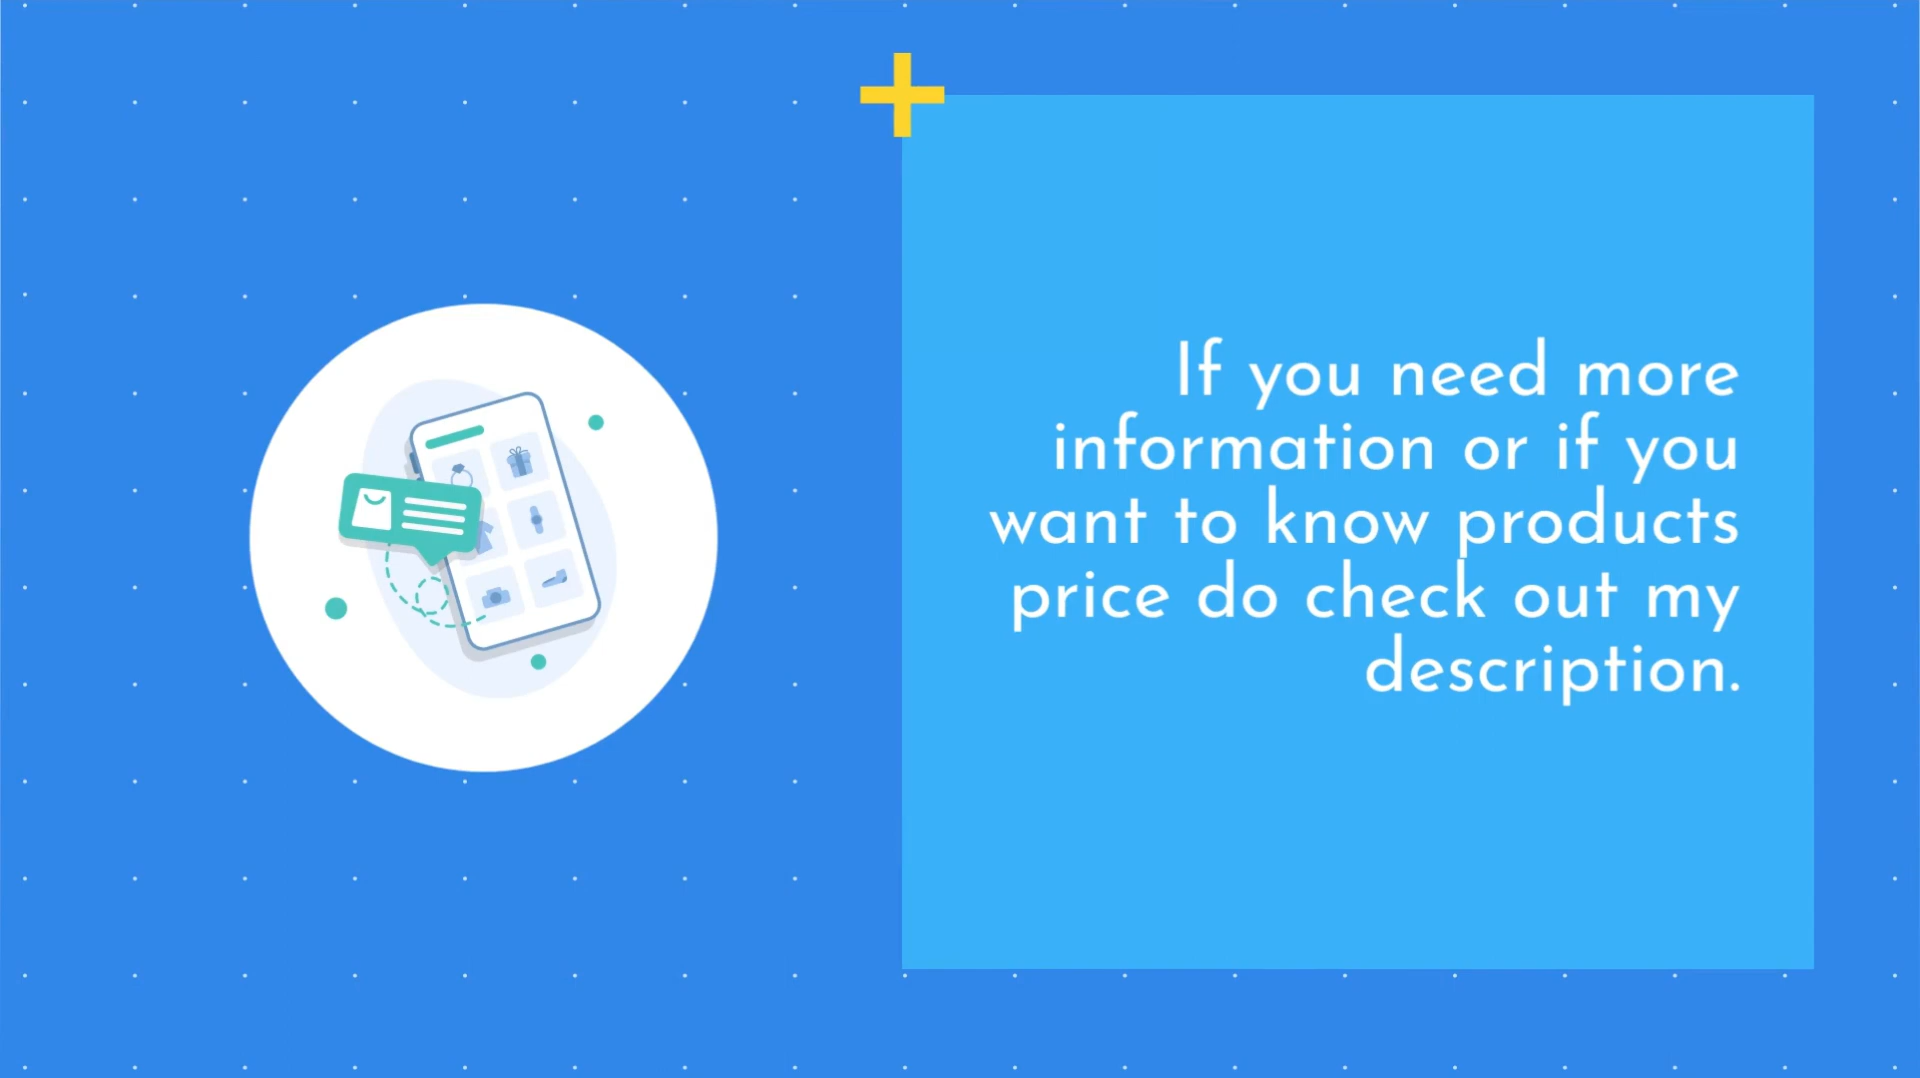 If you need more
information or if you
want to know products
price do check out my
description.